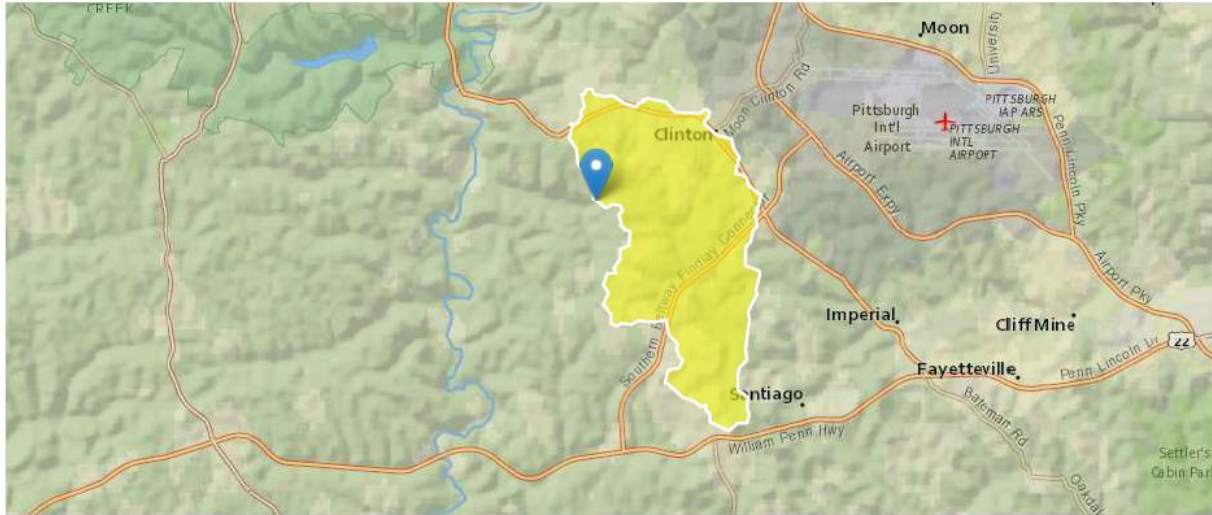 CREEK
Moon
University
Moon Clinton Rd
PITTSBURGH
IAP ARS
Pittsburgh
Int'l
Airport
PITTSBURGH
INTL
AIRPORT
Clinton
Penn Lincoln Pky
Airport Expy
Southern Beltway Findlay Connector
Airport Pky
Imperial
Cliff Mine
22
Penn Lincoln
Fayetteville
Santiago
William Penn Hwy
Bateman Rd
Settler's
Cabin Par
Oakdal